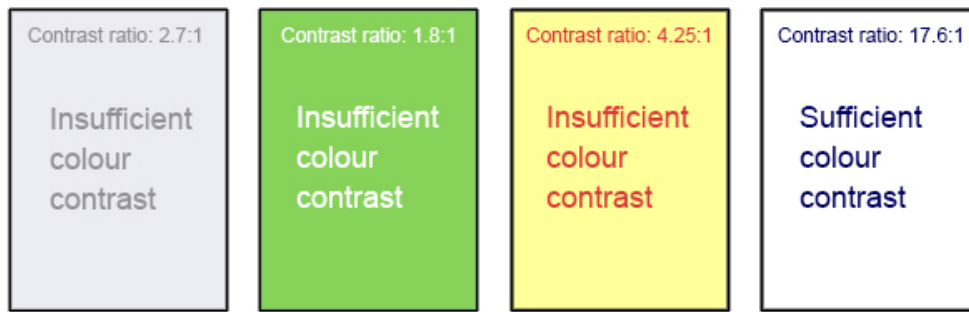 Contrast ratio: 2.7:1
Insufficient
colour
contrast
Contrast ratio: 1.8:1
Insufficient
colour
contrast
Contrast ratio: 4.25:1
Insufficient
colour
contrast
Contrast ratio: 17.6:1
Sufficient
colour
contrast